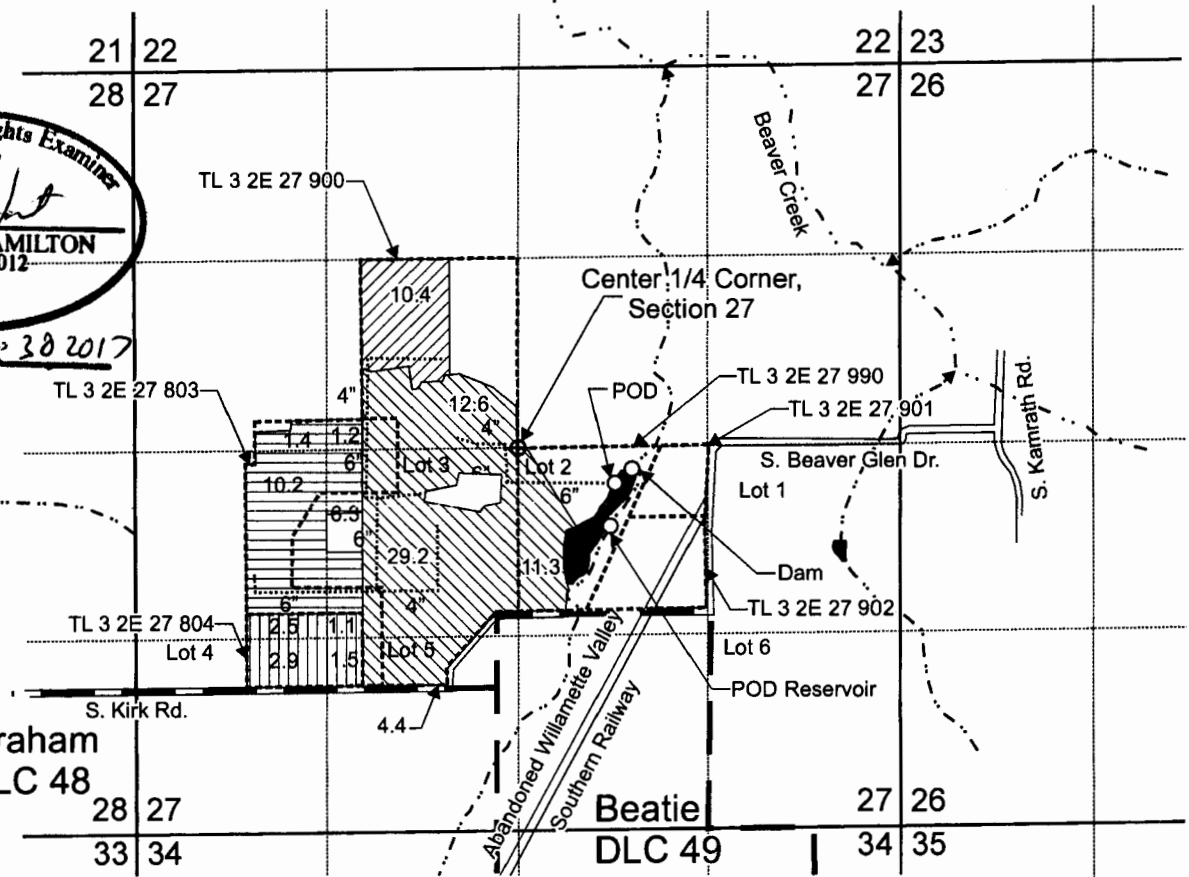 21 22
28 27
22 23
27 26
ghts Examiner
AMILTON
012
30 2017
TL 3 2E 27 900
Beaver Creek
10.4
Center 1/4 Corner,
Section 27
TL 3 2E 27 803
4"
12.6
4"
POD
TL 3 2E 27 990
TL 3 2E 27 901
S. Kamrath Rd.
1.4
1.2
6"
Lot 3
6"
Lot 2
6"
S. Beaver Glen Dr.
Lot 1
10.2
8.3
6"
29.2
11.3
Dam
6"
4"
TL 3 2E 27 902
TL 3 2E 27 804
2.5
1.1
Lot 4
2.9
1.5
Lot 5
Lot 6
POD Reservoir
S. Kirk Rd.
4.4
Abandoned Willamette Valley
Southern Railway
raham
LC 48
28 27
33 34
Beatie
DLC 49
27 26
34 35